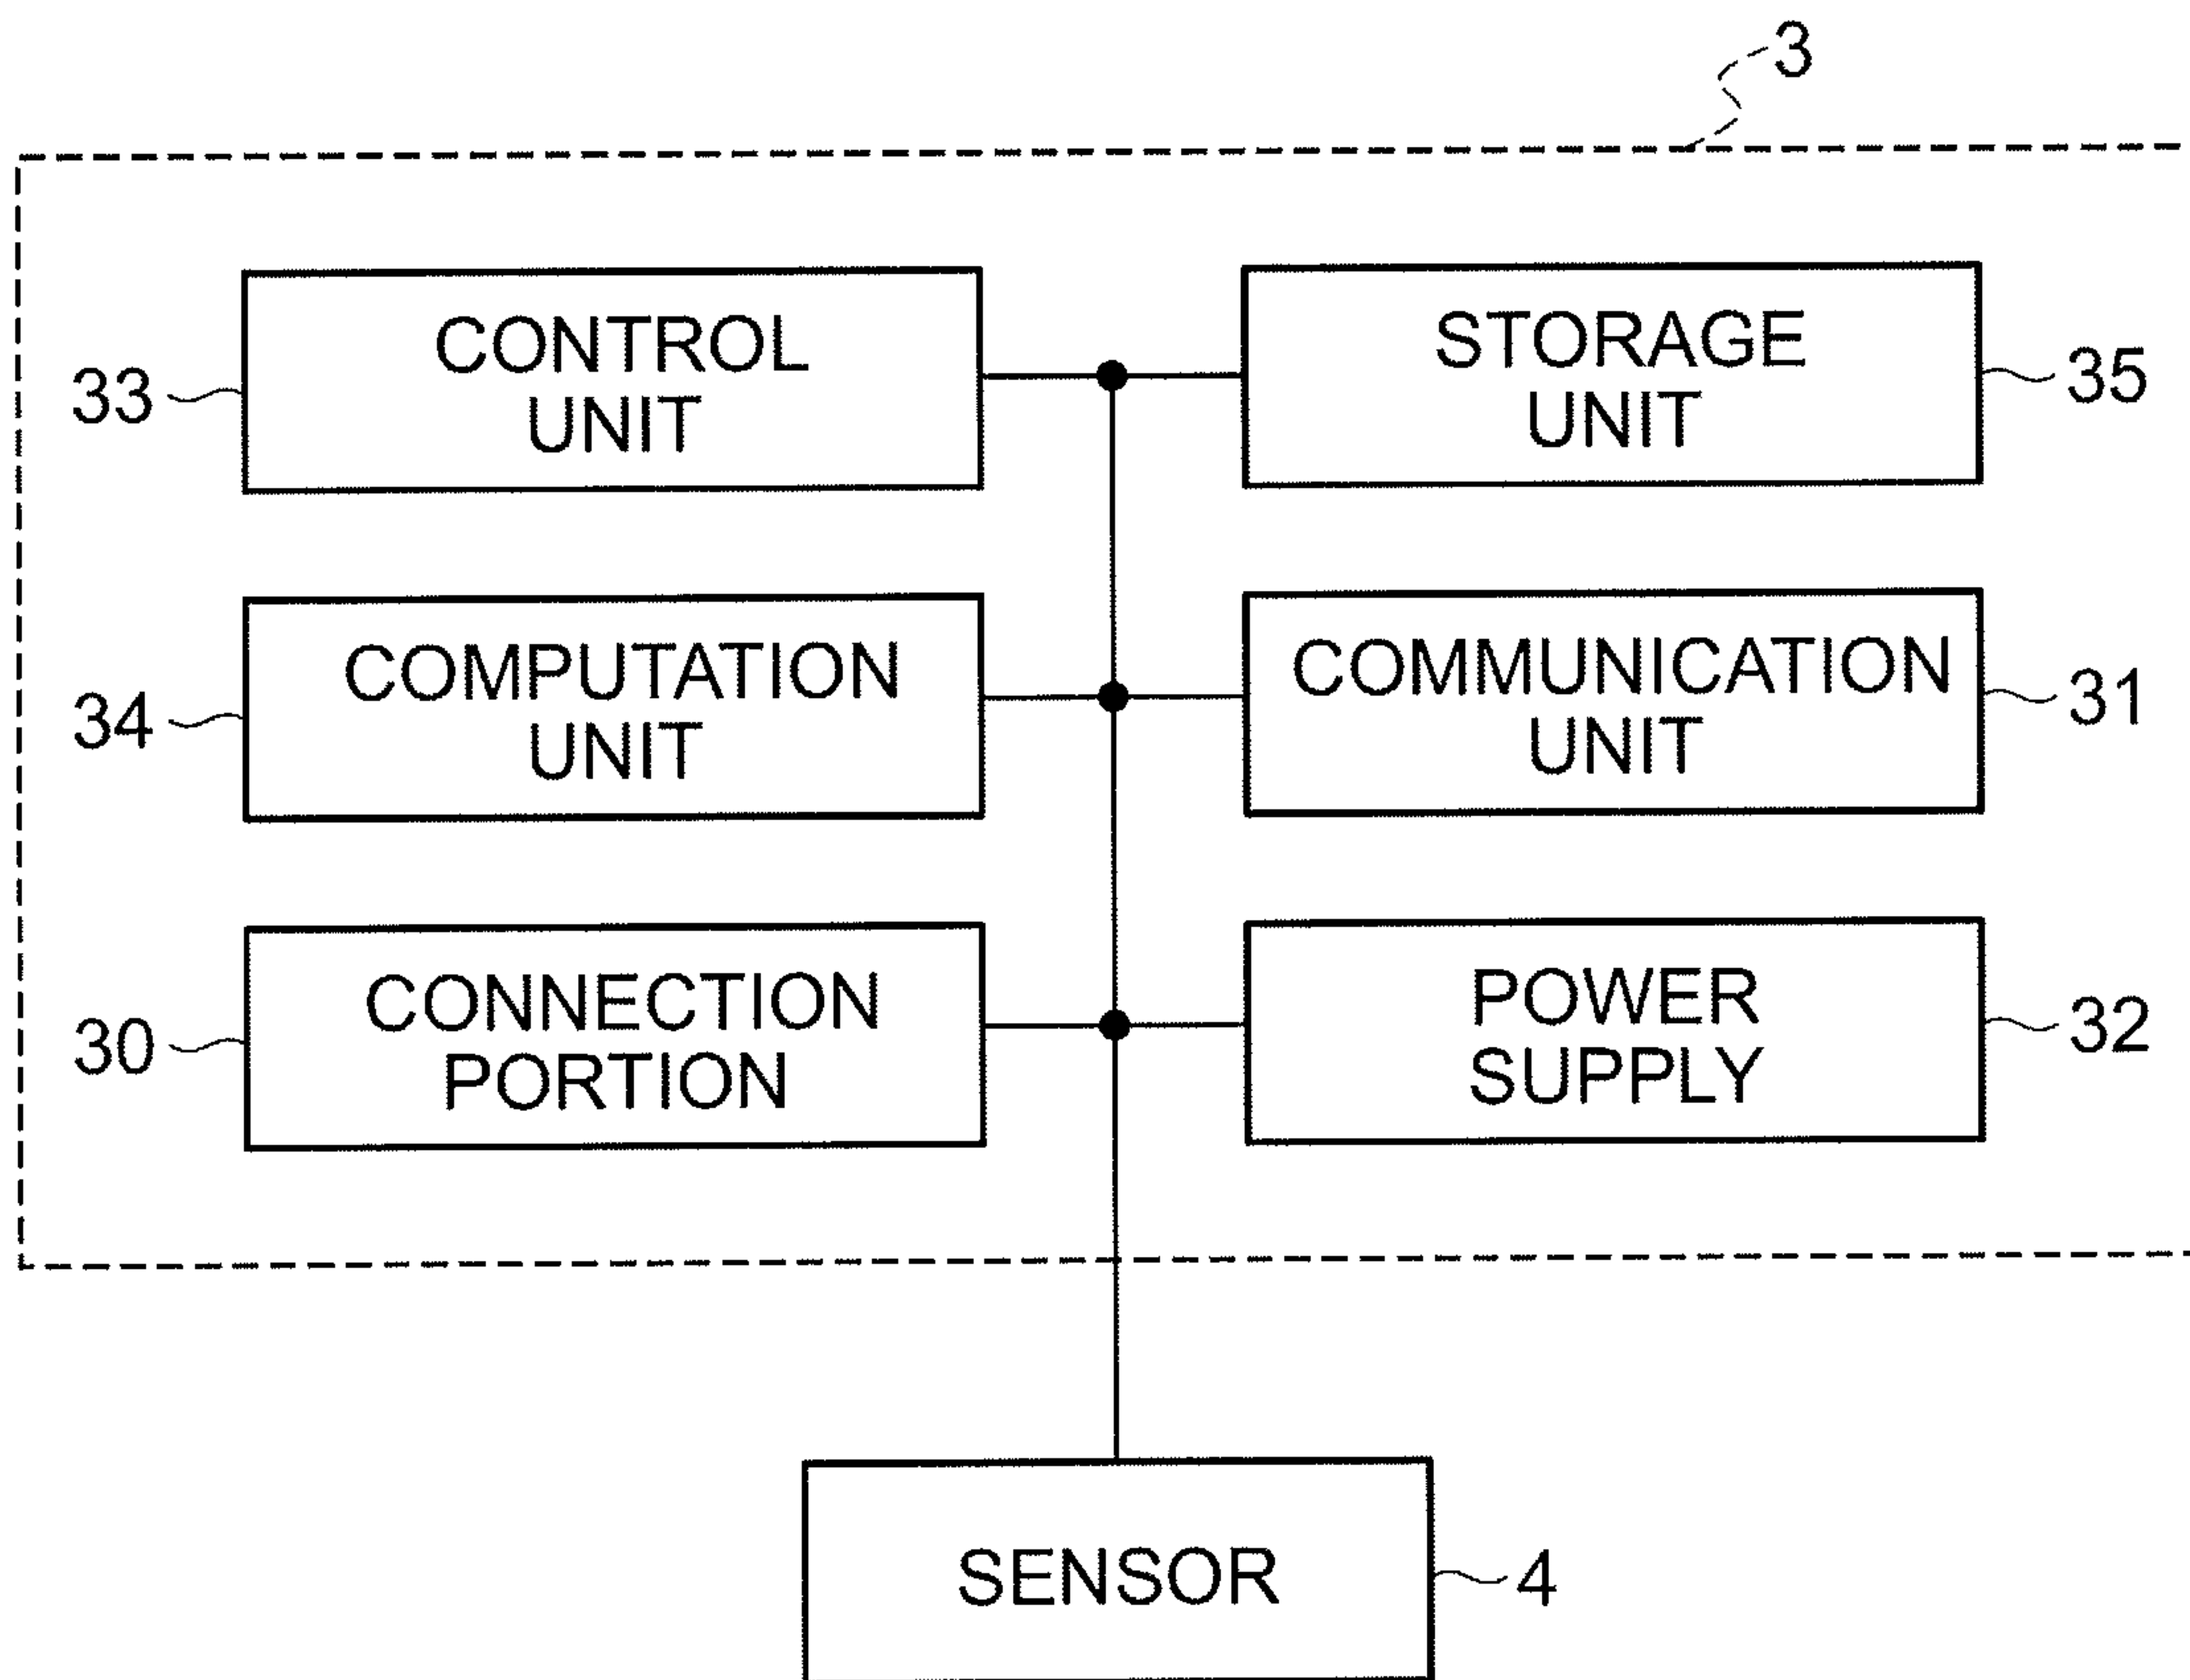 3
CONTROL
UNIT
33
STORAGE
UNIT
35
COMPUTATION
UNIT
34
COMMUNICATION
UNIT
31
CONNECTION
PORTION
30
POWER
SUPPLY
32
SENSOR
4